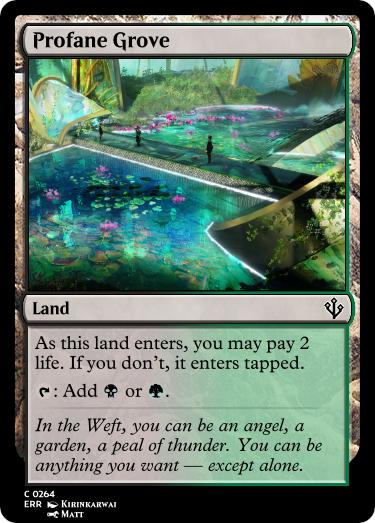 Profane Grove
Land
As this land enters, you may pay 2
life. If you don't, it enters tapped.
: Add or .
In the Weft, you can be an angel, a
garden, a peal of thunder. You can be
anything you want — except alone.
C 0264
ERR Kirinkarwai
Matt